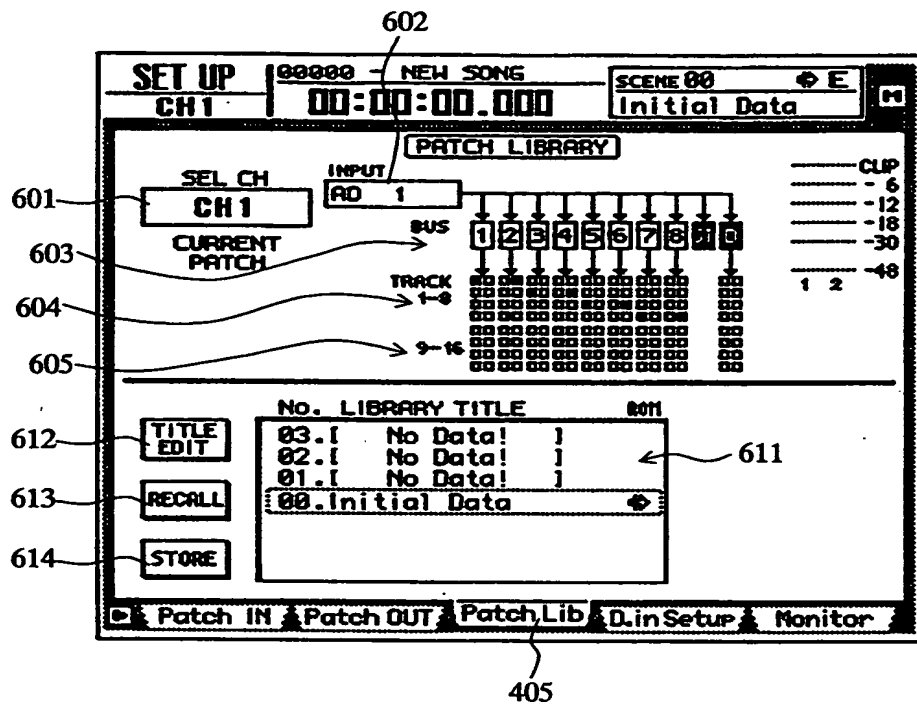 602
SET UP
CH1
00000 - NEW SONG
00:00:00.000
SCENE 00 E
Initial Data
M
PATCH LIBRARY
601
SEL CH
CH1
CURRENT
PATCH
INPUT
AD 1
603
BUS
1 2 3 4 5 6 7 8
604
TRACK
1-8
605
9-16
CLIP
- 6
-12
-18
-30
-48
1 2
No. LIBRARY TITLE ROM
612
TITLE
EDIT
03.[ No Data! ]
02.[ No Data! ]
01.[ No Data! ]
00.Initial Data
611
613
RECALL
614
STORE
Patch IN Patch OUT Patch Lib D.in Setup Monitor
405